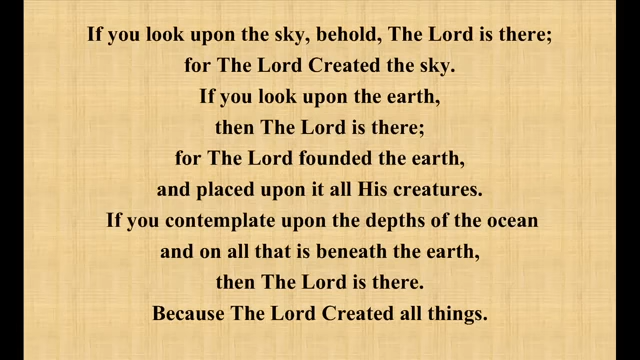 If you look upon the sky, behold, The Lord is there;
for The Lord Created the sky.
If you look upon the earth,
then The Lord is there;
for The Lord founded the earth,
and placed upon it all His creatures.
If you contemplate upon the depths of the ocean
and on all that is beneath the earth,
then The Lord is there.
Because The Lord Created all things.